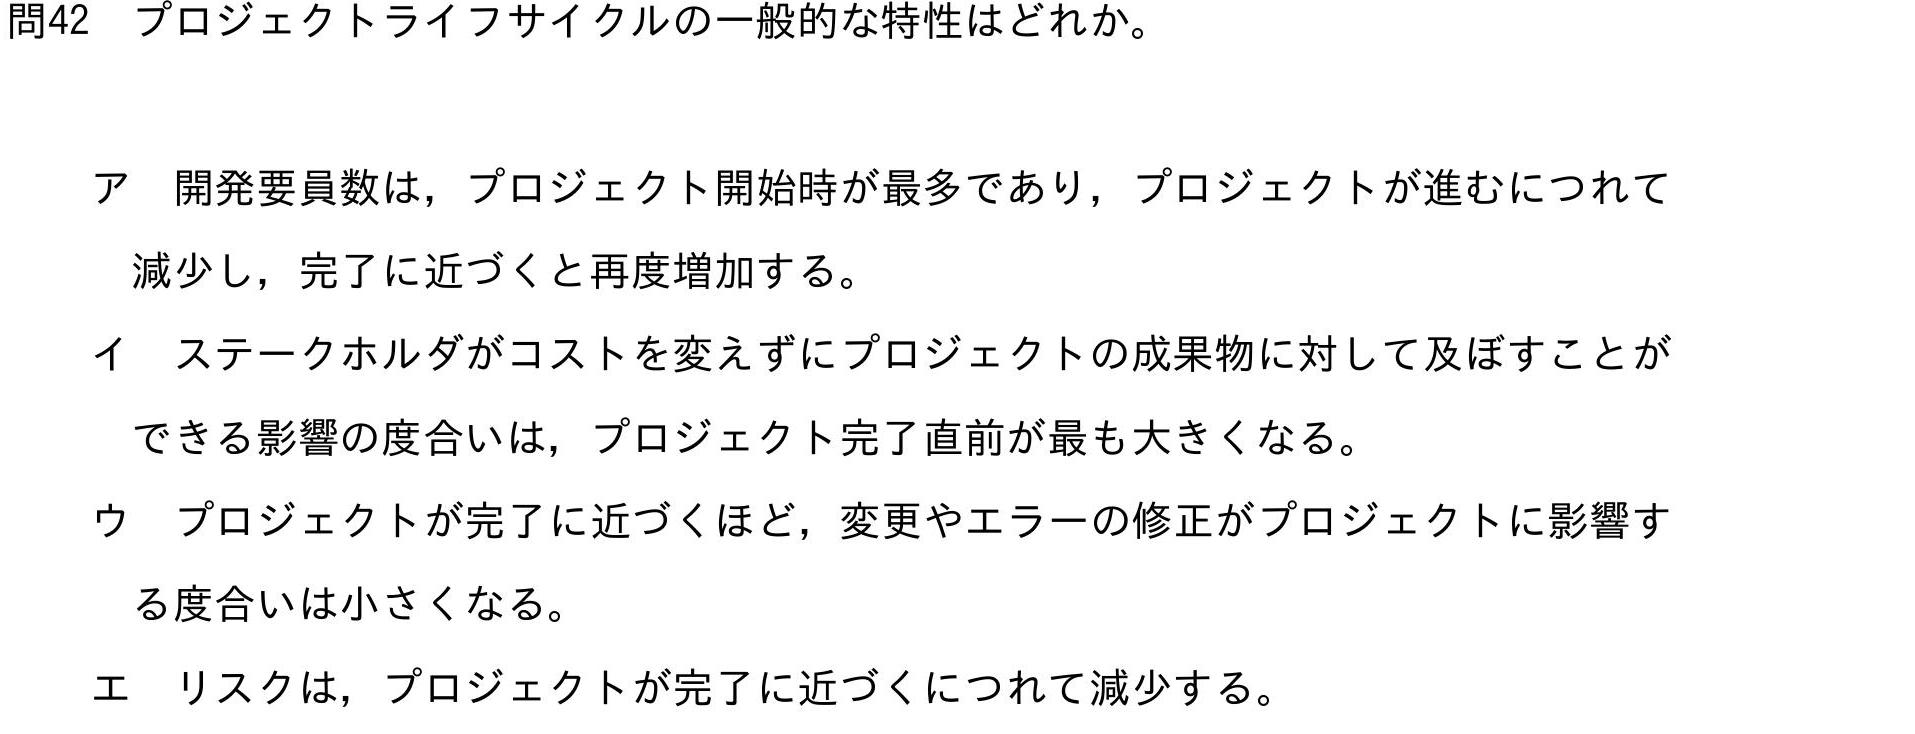 問42　プロジェクトライフサイクルの一般的な特性はどれか。
ア　開発要員数は，プロジェクト開始時が最多であり，プロジェクトが進むにつれて
減少し，完了に近づくと再度増加する。
イ　ステークホルダがコストを変えずにプロジェクトの成果物に対して及ぼすことが
できる影響の度合いは，プロジェクト完了直前が最も大きくなる。
ウ　プロジェクトが完了に近づくほど，変更やエラーの修正がプロジェクトに影響す
る度合いは小さくなる。
エ　リスクは，プロジェクトが完了に近づくにつれて減少する。